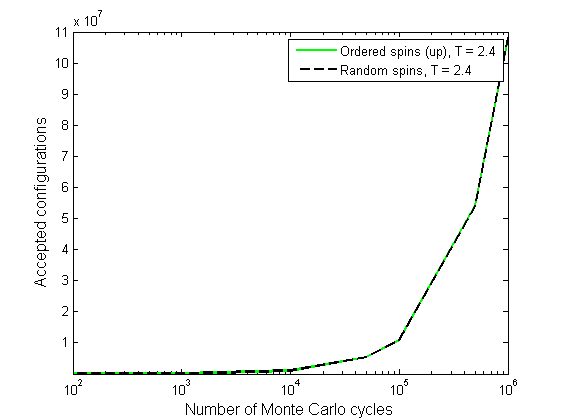 x 10^7
11
10
9
8
7
6
5
4
3
2
1
Accepted configurations
Ordered spins (up), T = 2.4
Random spins, T = 2.4
10^2 10^3 10^4 10^5 10^6
Number of Monte Carlo cycles